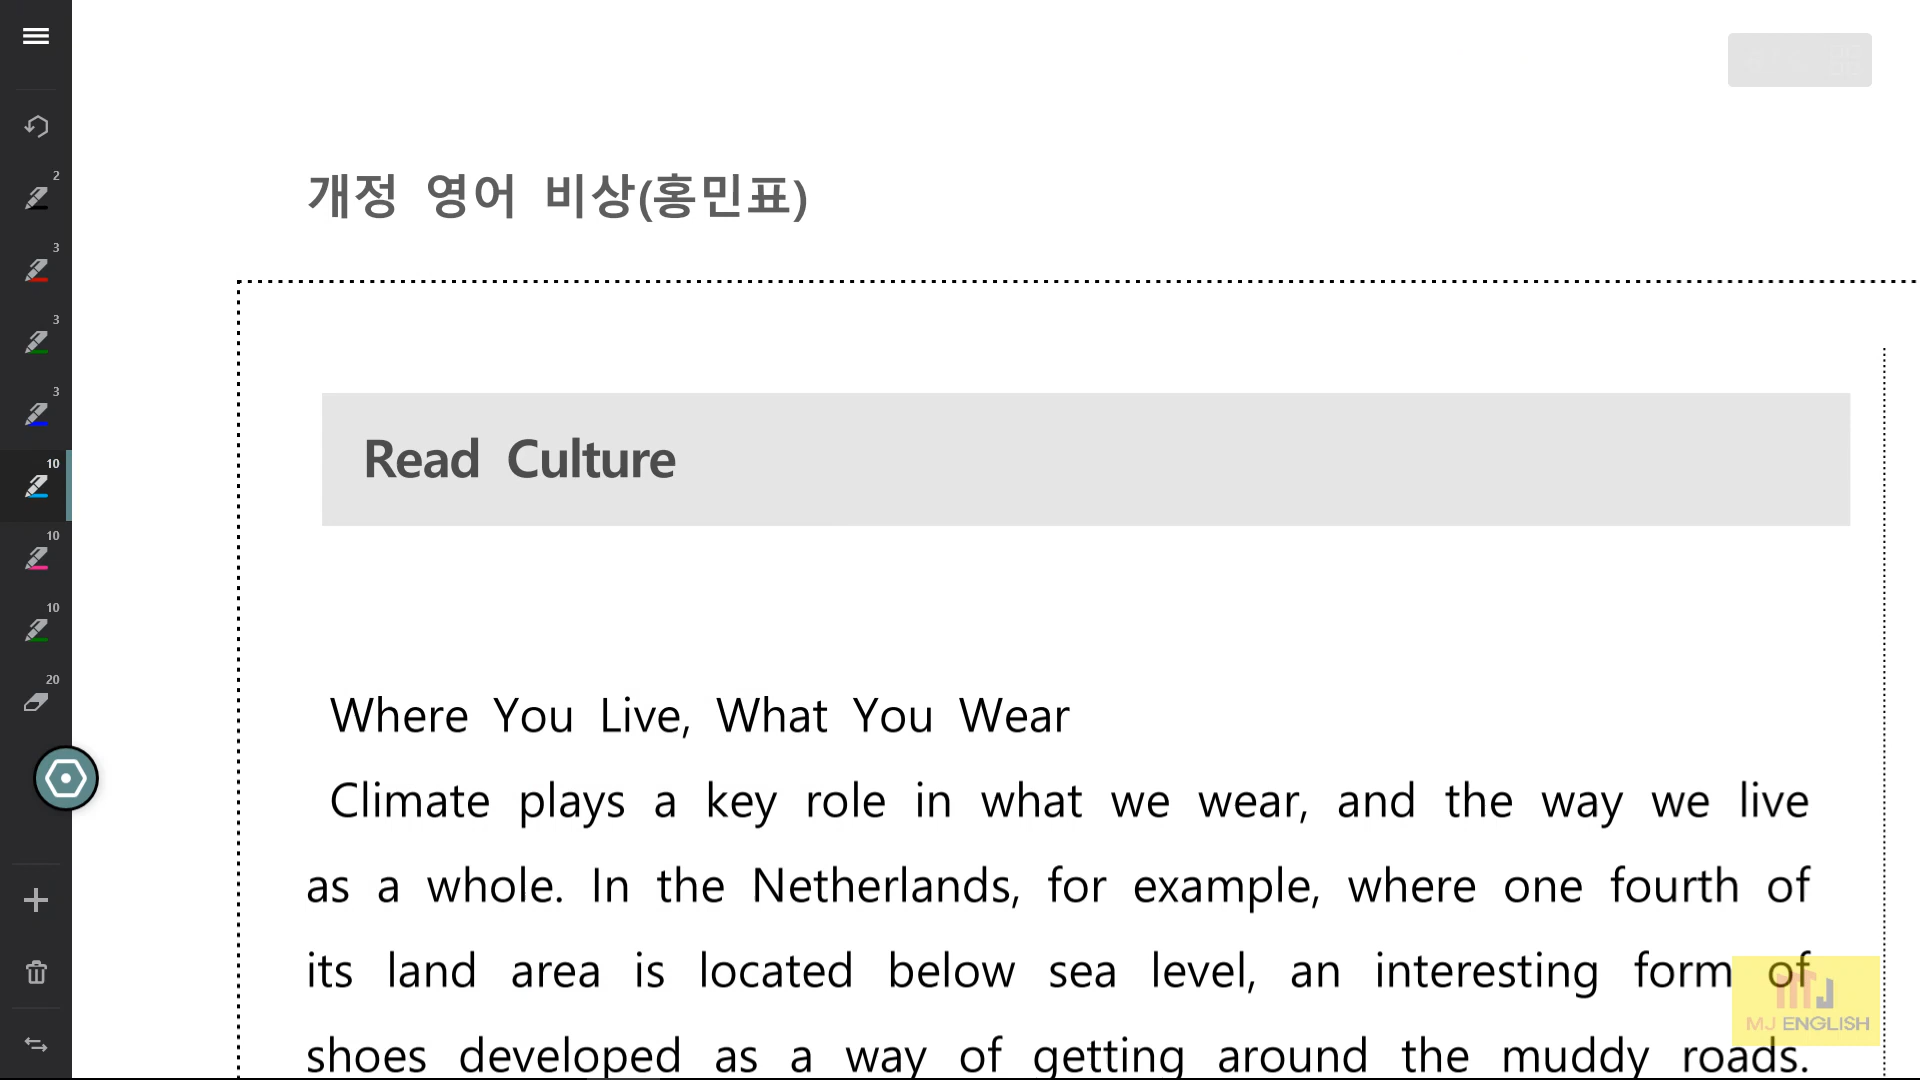 개정 영어 비상(홍민표)
Read Culture
Where You Live, What You Wear
Climate plays a key role in what we wear, and the way we live
as a whole. In the Netherlands, for example, where one fourth of
its land area is located below sea level, an interesting form of
shoes developed as a way of getting around the muddy roads.
2
3
3
3
10
10
10
20
MJ ENGLISH